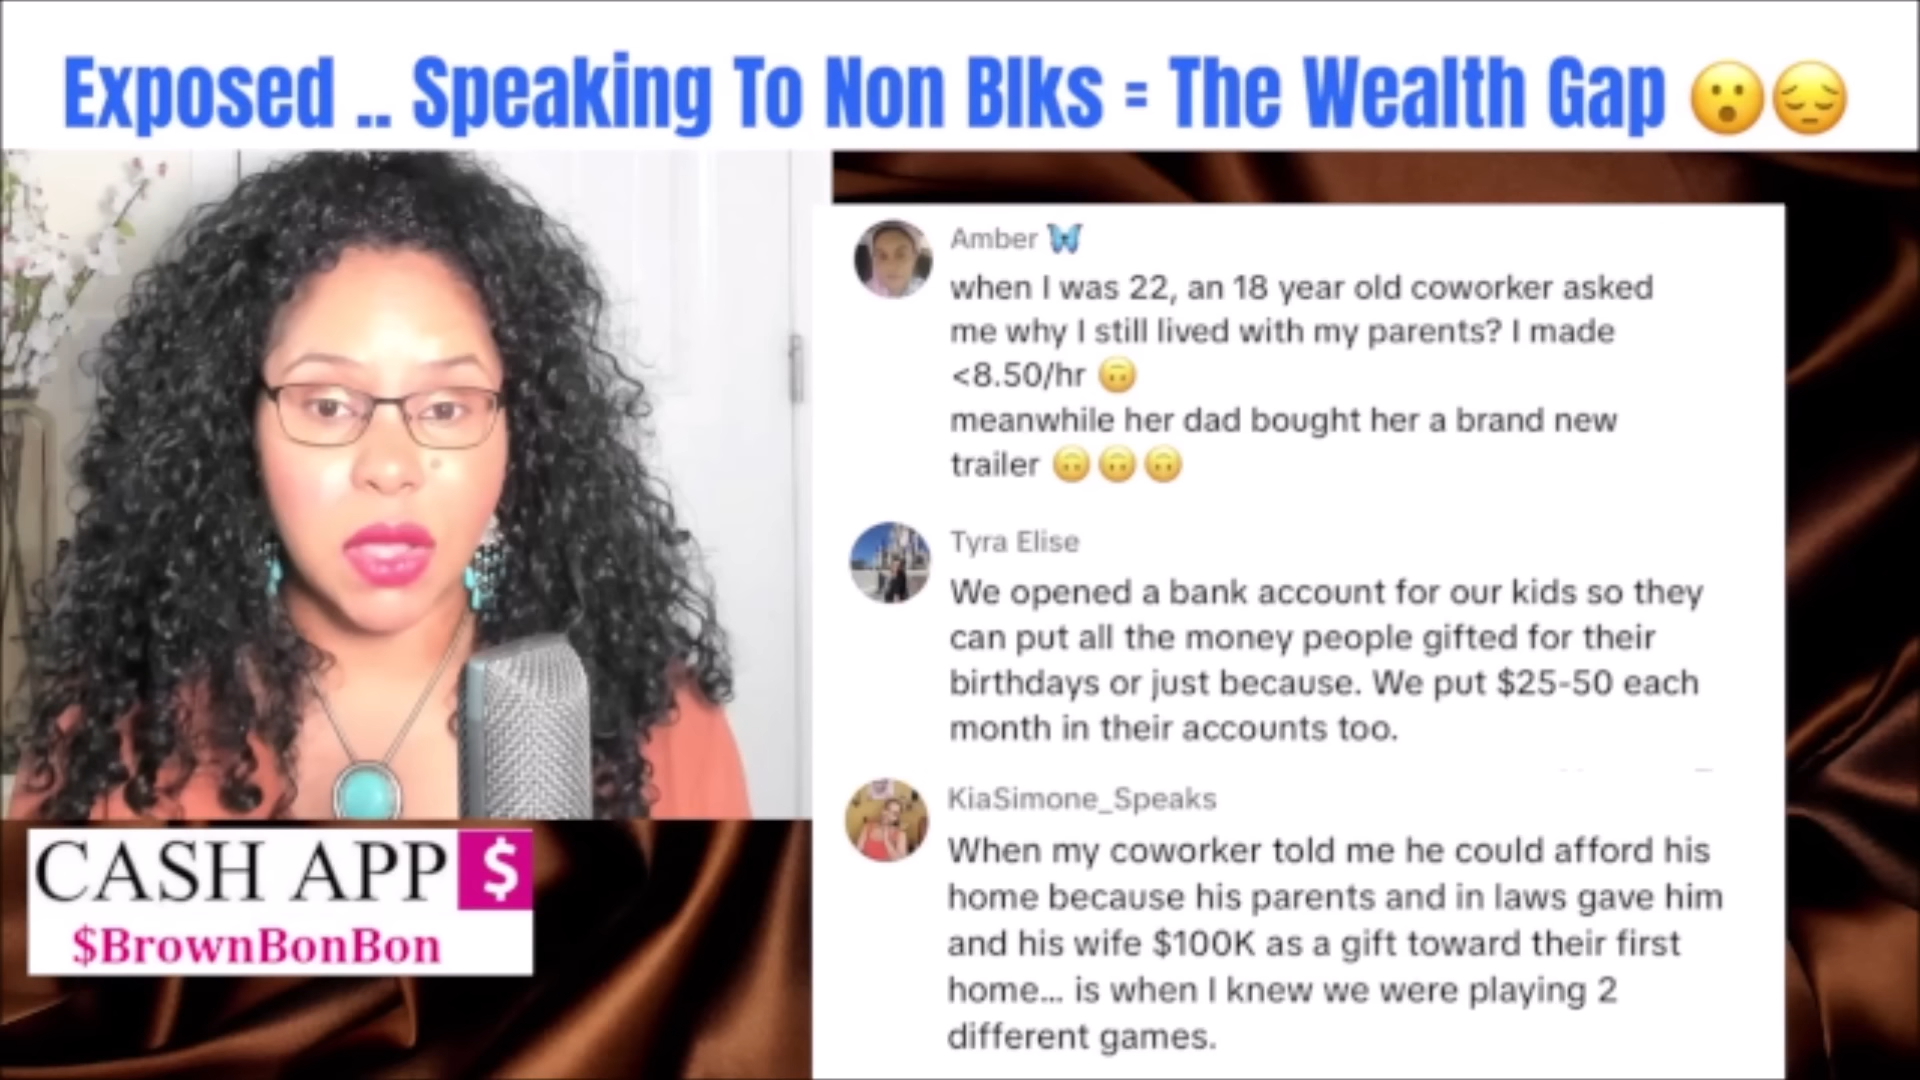 Exposed .. Speaking To Non Blks = The Wealth Gap 😮😔
Amber 🦋
when I was 22, an 18 year old coworker asked
me why I still lived with my parents? I made
<8.50/hr 🙃
meanwhile her dad bought her a brand new
trailer 🙃🙃🙃
Tyra Elise
We opened a bank account for our kids so they
can put all the money people gifted for their
birthdays or just because. We put $25-50 each
month in their accounts too.
KiaSimone_Speaks
When my coworker told me he could afford his
home because his parents and in laws gave him
and his wife $100K as a gift toward their first
home... is when I knew we were playing 2
different games.
CASH APP $
$BrownBonBon